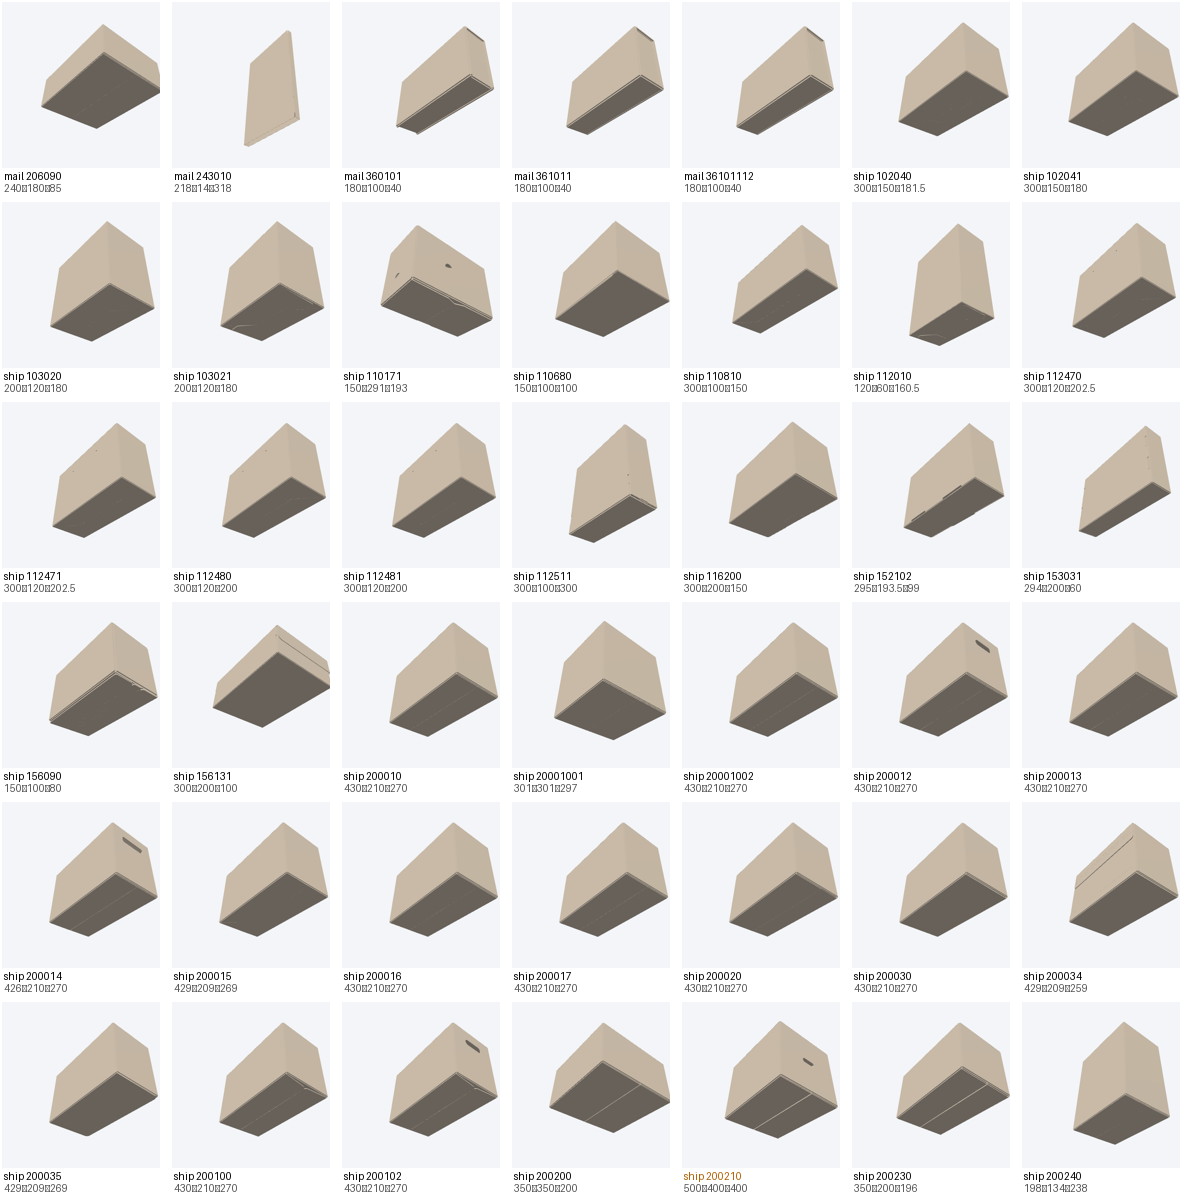 mail 206090
240□180□85
mail 243010
218□14□318
mail 360101
180□100□40
mail 361011
180□100□40
mail 36101112
180□100□40
ship 102040
300□150□181.5
ship 102041
300□150□180
ship 103020
200□120□180
ship 103021
200□120□180
ship 110171
150□291□193
ship 110680
150□100□100
ship 110810
300□100□150
ship 112010
120□60□160.5
ship 112470
300□120□202.5
ship 112471
300□120□202.5
ship 112480
300□120□200
ship 112481
300□120□200
ship 112511
300□100□300
ship 116200
300□200□150
ship 152102
295□193.5□99
ship 153031
294□200□60
ship 156090
150□100□80
ship 156131
300□200□100
ship 200010
430□210□270
ship 20001001
301□301□297
ship 20001002
430□210□270
ship 200012
430□210□270
ship 200013
430□210□270
ship 200014
426□210□270
ship 200015
429□209□269
ship 200016
430□210□270
ship 200017
430□210□270
ship 200020
430□210□270
ship 200030
430□210□270
ship 200034
429□209□259
ship 200035
429□209□269
ship 200100
430□210□270
ship 200102
430□210□270
ship 200200
350□350□200
ship 200210
500□400□400
ship 200230
350□200□196
ship 200240
198□134□238